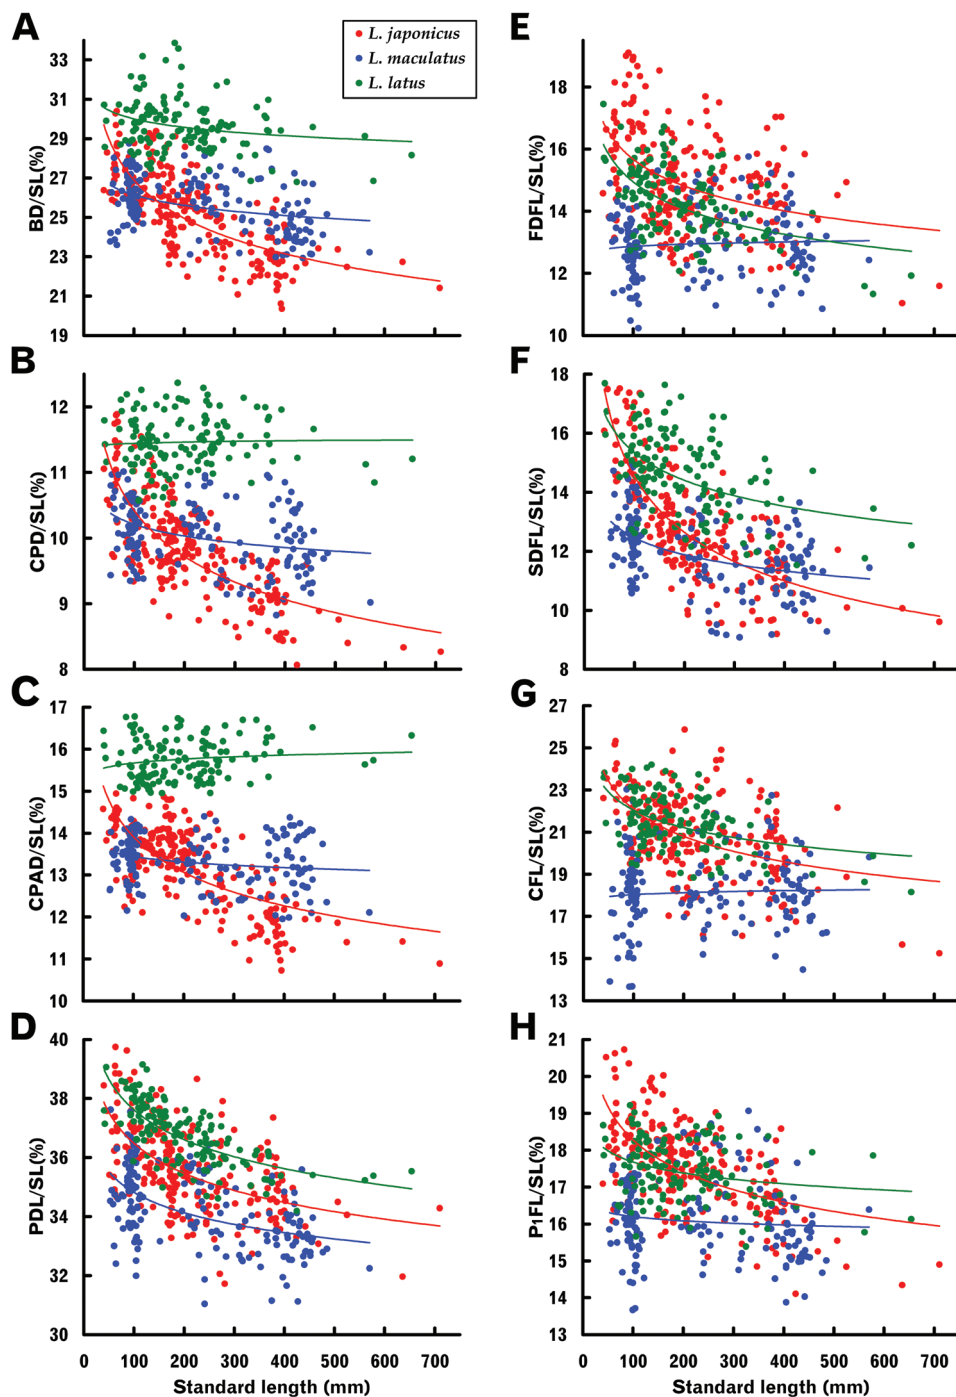 A
L. japonicus
L. maculatus
L. latus
BD/SL(%)
33
31
29
27
25
23
21
19
B
CPD/SL(%)
12
11
10
9
8
C
CPAD/SL(%)
17
16
15
14
13
12
11
10
D
PDL/SL(%)
40
38
36
34
32
30
0 100 200 300 400 500 600 700
Standard length (mm)
E
FDFL/SL(%)
18
16
14
12
10
F
SDFL/SL(%)
18
16
14
12
10
8
G
CFL/SL(%)
27
25
23
21
19
17
15
13
H
P1FL/SL(%)
21
20
19
18
17
16
15
14
13
0 100 200 300 400 500 600 700
Standard length (mm)